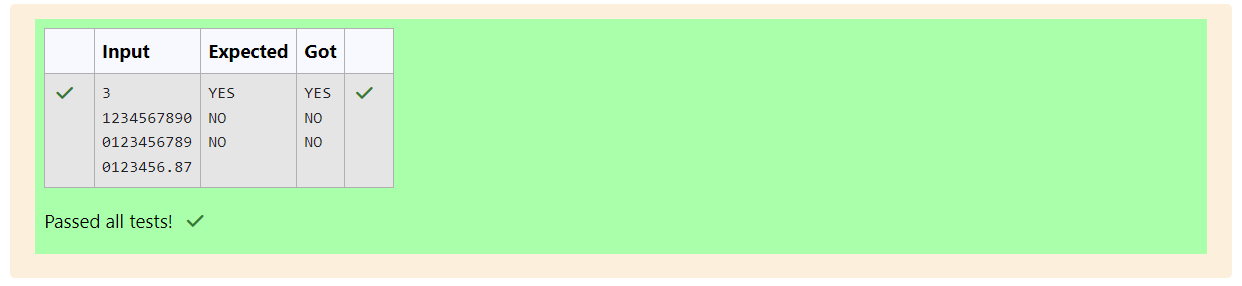 Input Expected Got
3 YES YES
1234567890 NO NO
0123456789 NO NO
0123456.87
Passed all tests!